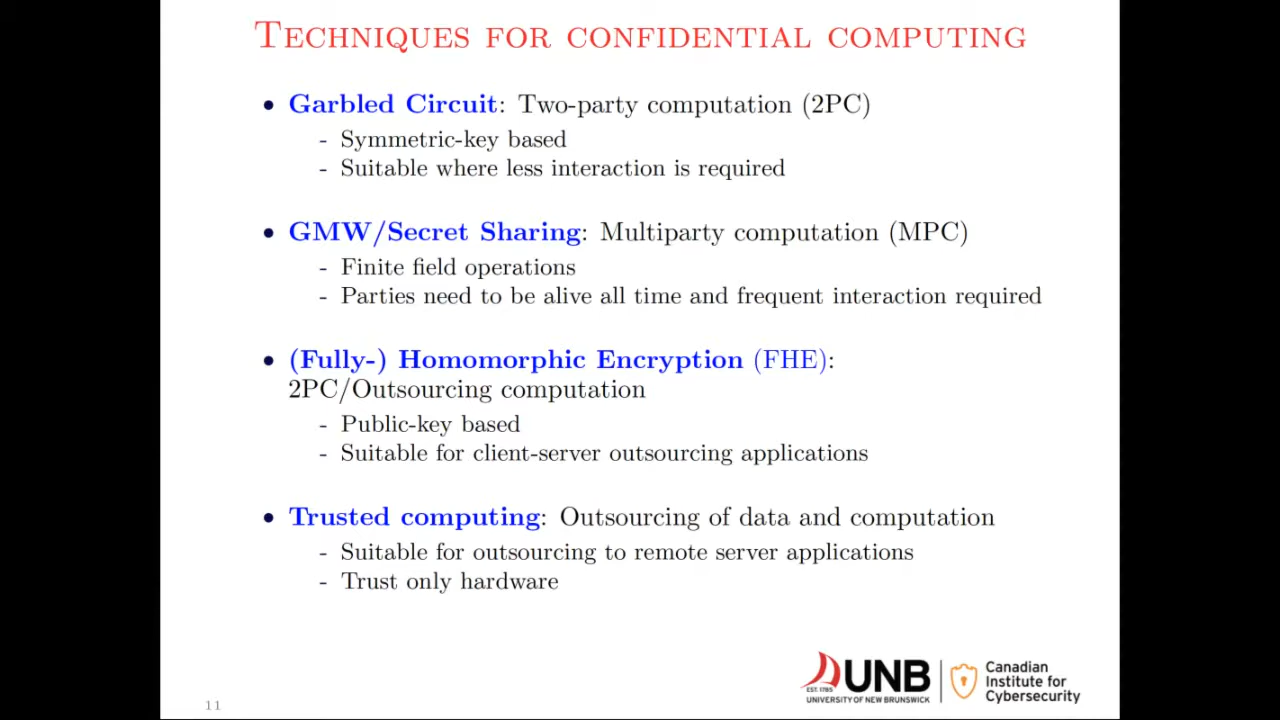 TECHNIQUES FOR CONFIDENTIAL COMPUTING
• Garbled Circuit: Two-party computation (2PC)
- Symmetric-key based
- Suitable where less interaction is required
• GMW/Secret Sharing: Multiparty computation (MPC)
- Finite field operations
- Parties need to be alive all time and frequent interaction required
• (Fully-) Homomorphic Encryption (FHE):
2PC/Outsourcing computation
- Public-key based
- Suitable for client-server outsourcing applications
• Trusted computing: Outsourcing of data and computation
- Suitable for outsourcing to remote server applications
- Trust only hardware
UNB
EST. 1785
UNIVERSITY OF NEW BRUNSWICK
Canadian
Institute for
Cybersecurity
11